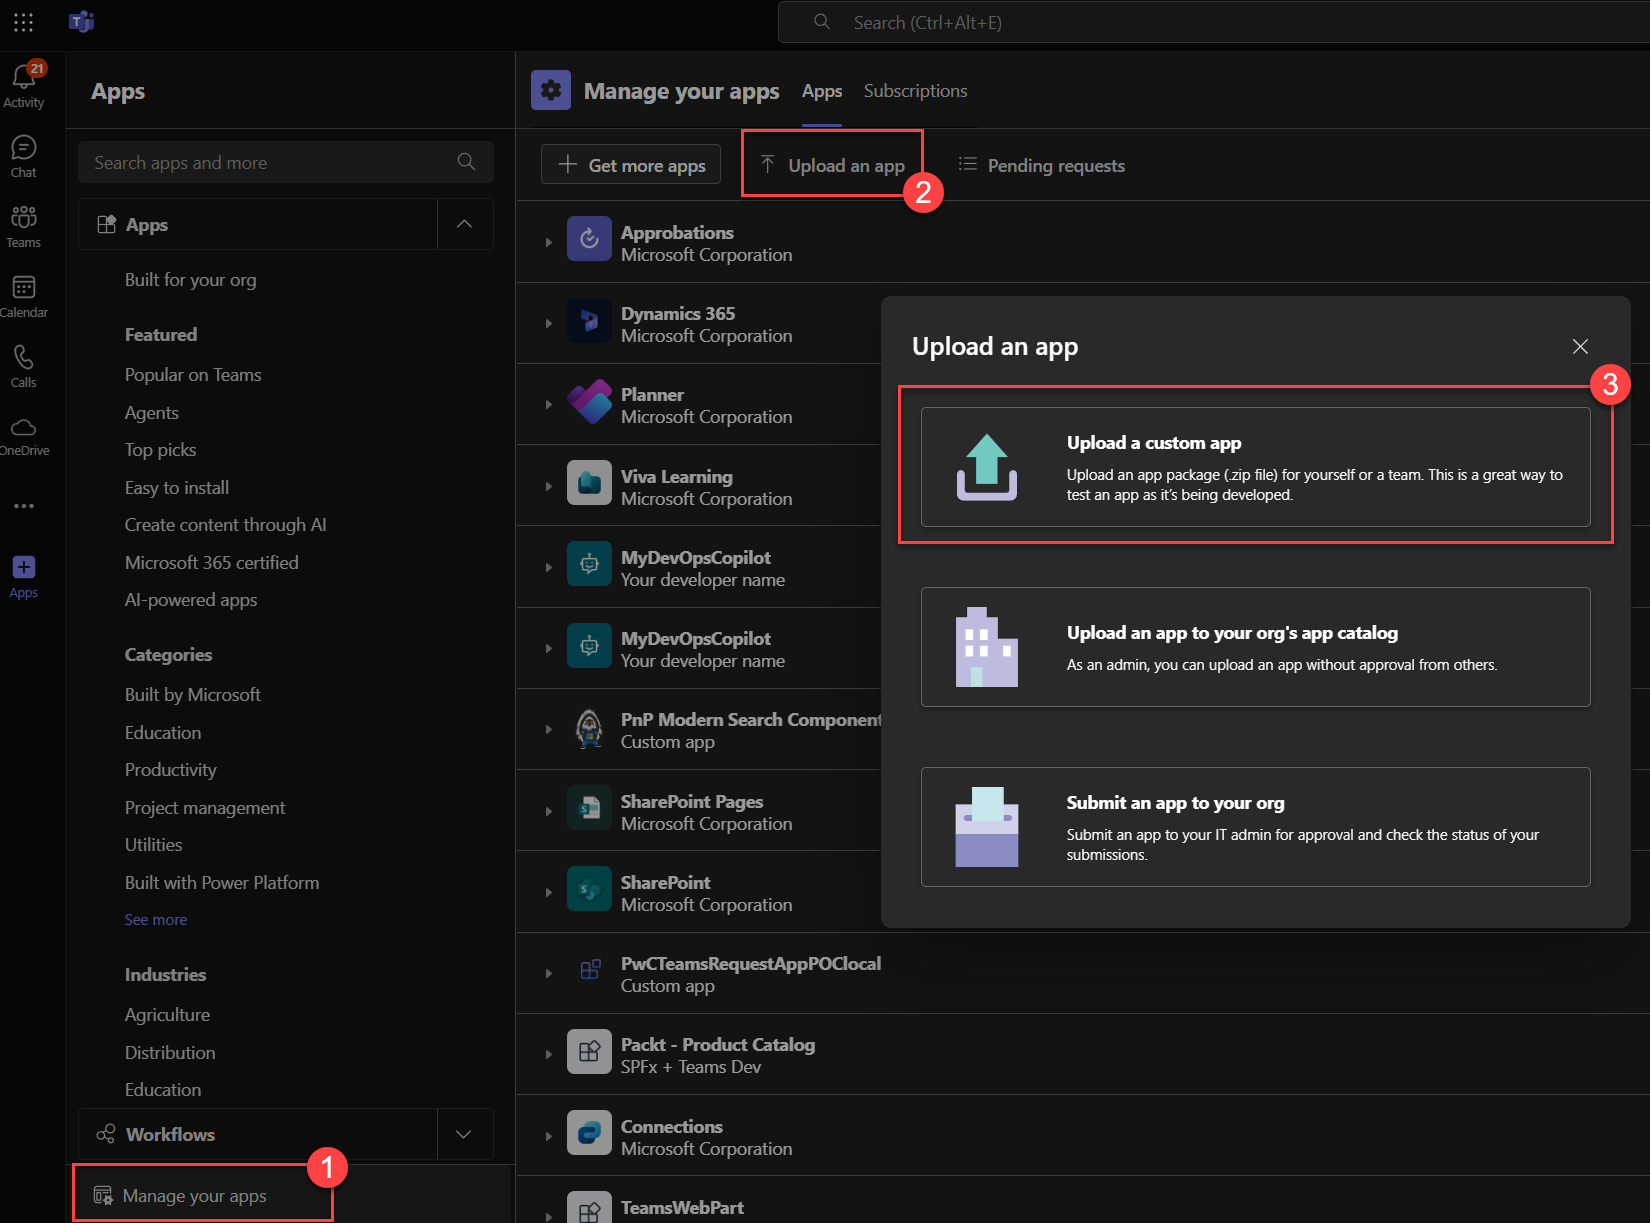 Search (Ctrl+Alt+E)
21
Activity
Chat
Teams
Calendar
Calls
OneDrive
Apps
Apps
Search apps and more
Apps
Built for your org
Featured
Popular on Teams
Agents
Top picks
Easy to install
Create content through AI
Microsoft 365 certified
AI-powered apps
Categories
Built by Microsoft
Education
Productivity
Project management
Utilities
Built with Power Platform
See more
Industries
Agriculture
Distribution
Education
Workflows
1
Manage your apps
Manage your apps Apps Subscriptions
Get more apps Upload an app Pending requests
2
Approbations
Microsoft Corporation
Dynamics 365
Microsoft Corporation
Planner
Microsoft Corporation
Viva Learning
Microsoft Corporation
MyDevOpsCopilot
Your developer name
MyDevOpsCopilot
Your developer name
PnP Modern Search Component
Custom app
SharePoint Pages
Microsoft Corporation
SharePoint
Microsoft Corporation
PwCTeamsRequestAppPOClocal
Custom app
Packt - Product Catalog
SPFx + Teams Dev
Connections
Microsoft Corporation
TeamsWebPart
Upload an app
3
Upload a custom app
Upload an app package (.zip file) for yourself or a team. This is a great way to
test an app as it's being developed.
Upload an app to your org's app catalog
As an admin, you can upload an app without approval from others.
Submit an app to your org
Submit an app to your IT admin for approval and check the status of your
submissions.